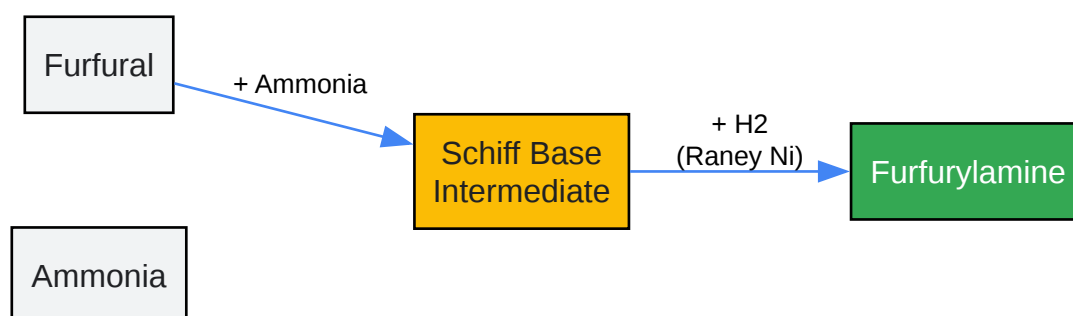 Furfural
+ Ammonia
+ H2
(Raney Ni)
Schiff Base
Intermediate
Furfurylamine
Ammonia